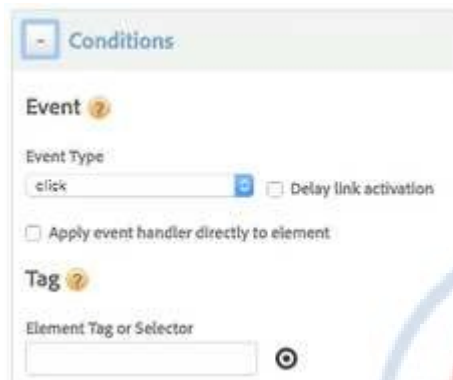 - Conditions
Event ?
Event Type
click Delay link activation
Apply event handler directly to element
Tag ?
Element Tag or Selector